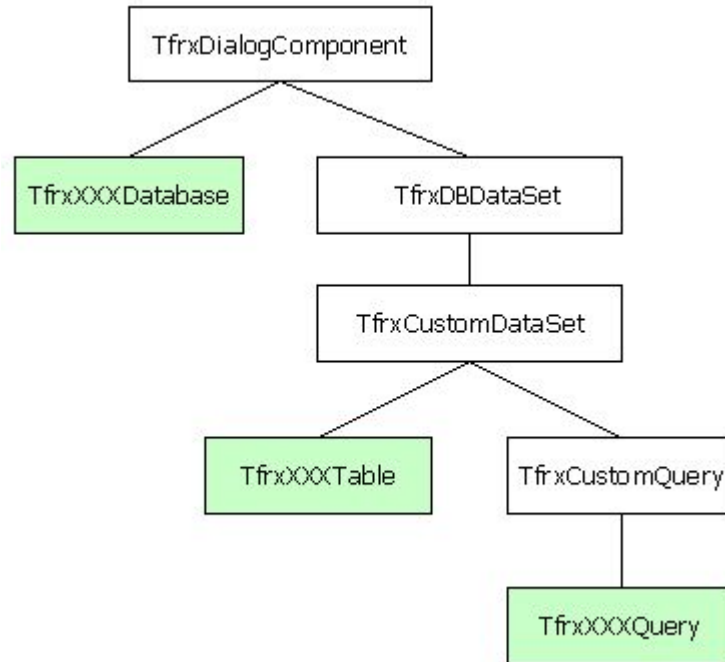 TfrxDialogComponent
TfrxXXXDatabase
TfrxDBDataSet
TfrxCustomDataSet
TfrxXXXTable
TfrxCustomQuery
TfrxXXXQuery